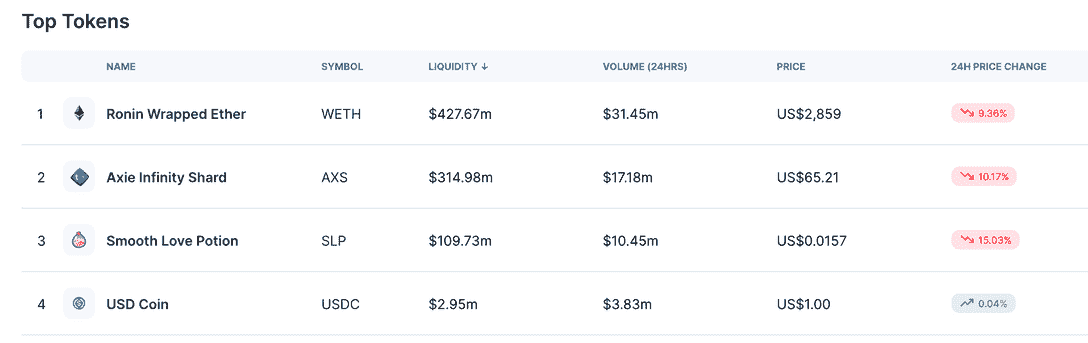 Top Tokens
NAME SYMBOL LIQUIDITY ↓ VOLUME (24HRS) PRICE 24H PRICE CHANGE
1 Ronin Wrapped Ether WETH $427.67m $31.45m US$2,859 9.36%
2 Axie Infinity Shard AXS $314.98m $17.18m US$65.21 10.17%
3 Smooth Love Potion SLP $109.73m $10.45m US$0.0157 15.03%
4 USD Coin USDC $2.95m $3.83m US$1.00 0.04%